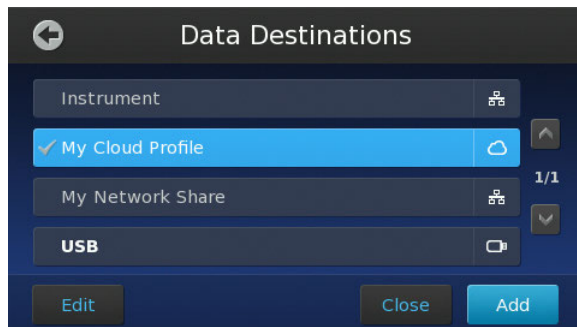 Data Destinations
Instrument
My Cloud Profile
1/1
My Network Share
USB
Edit
Close
Add